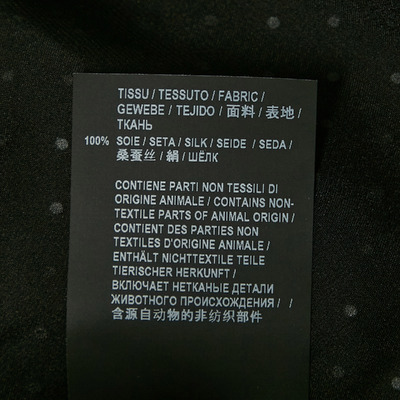 TISSU / TESSUTO / FABRIC /
GEWEBE / TEJIDO / 面料 / 表地 /
ТКАНЬ
100% SOIE / SETA / SILK / SEIDE / SEDA /
桑蚕丝 / 絹 / ШЁЛК
CONTIENE PARTI NON TESSILI DI
ORIGINE ANIMALE / CONTAINS NON-
TEXTILE PARTS OF ANIMAL ORIGIN /
CONTIENT DES PARTIES NON
TEXTILES D'ORIGINE ANIMALE /
ENTHÄLT NICHTTEXTILE TEILE
TIERISCHER HERKUNFT /
ВКЛЮЧАЕТ НЕТКАНЫЕ ДЕТАЛИ
ЖИВОТНОГО ПРОИСХОЖДЕНИЯ / /
含源自动物的非纺织部件